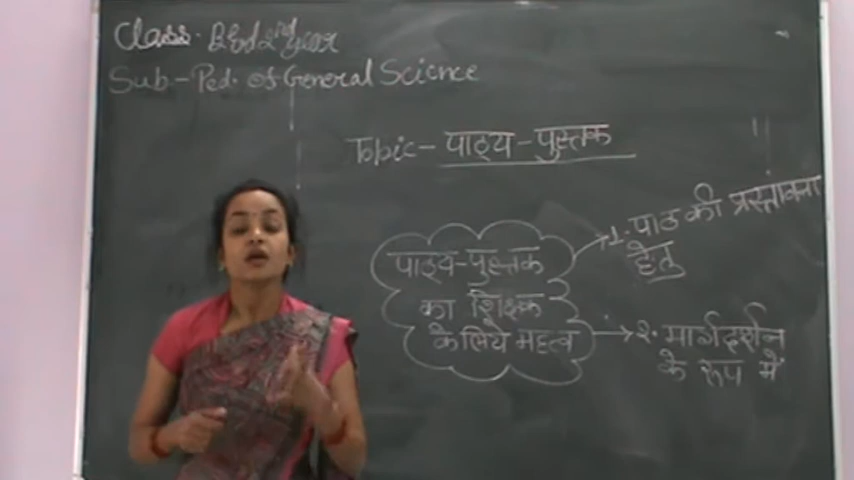 Class. B.Ed 2nd year
Sub.- Ped. of General Science
Topic - पाठ्य - पुस्तक
पाठ्य-पुस्तक
का शिक्षक
के लिये महत्व
1. पाठ की प्रस्तावना
हेतु
2. मार्गदर्शन
के रूप में